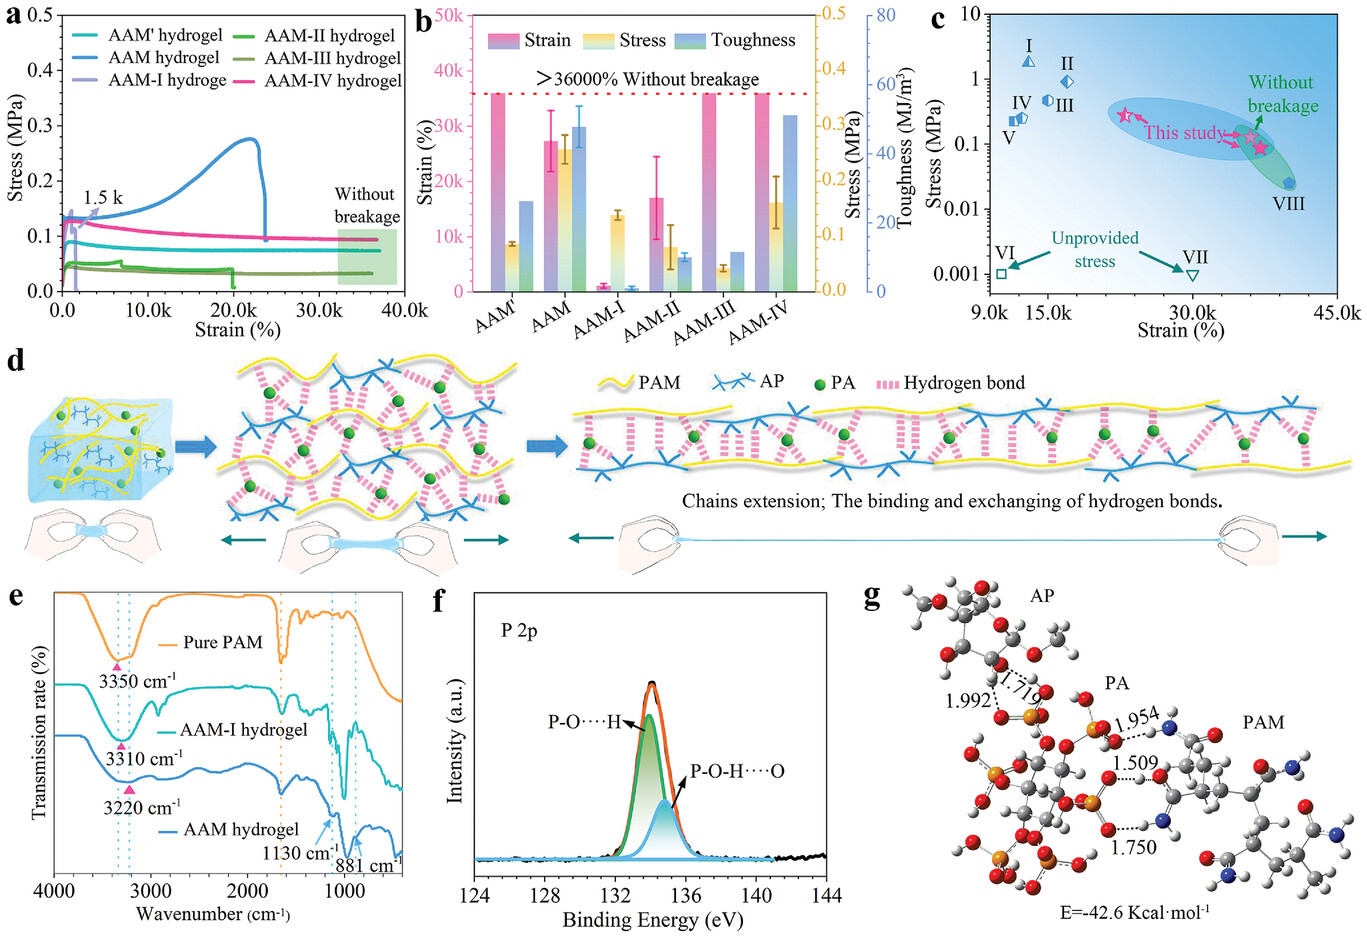 a
0.5
0.4
0.3
0.2
0.1
0.0
Stress (MPa)
AAM' hydrogel
AAM hydrogel
AAM-I hydroge
AAM-II hydrogel
AAM-III hydrogel
AAM-IV hydrogel
1.5 k
Without
breakage
0.0
10.0k
20.0k
30.0k
40.0k
Strain (%)
b
50k
40k
30k
20k
10k
0
Strain (%)
Strain
Stress
Toughness
＞36000% Without breakage
0.5
0.4
0.3
0.2
0.1
0.0
Stress (MPa)
80
60
40
20
0
Toughness (MJ/m³)
AAM'
AAM
AAM-I
AAM-II
AAM-III
AAM-IV
c
10
1
0.1
0.01
0.001
Stress (MPa)
I
II
III
IV
V
Without
breakage
This study
VIII
Unprovided
stress
VI
VII
9.0k
15.0k
30.0k
45.0k
Strain (%)
d
PAM
AP
PA
Hydrogen bond
Chains extension; The binding and exchanging of hydrogen bonds.
e
Transmission rate (%)
Pure PAM
3350 cm⁻¹
AAM-I hydrogel
3310 cm⁻¹
3220 cm⁻¹
AAM hydrogel
1130 cm⁻¹
881 cm⁻¹
4000
3000
2000
1000
Wavenumber (cm⁻¹)
f
P 2p
Intensity (a.u.)
P-O····H
P-O-H····O
124
128
132
136
140
144
Binding Energy (eV)
g
AP
1.992
1.719
PA
1.954
PAM
1.509
1.750
E=-42.6 Kcal·mol⁻¹